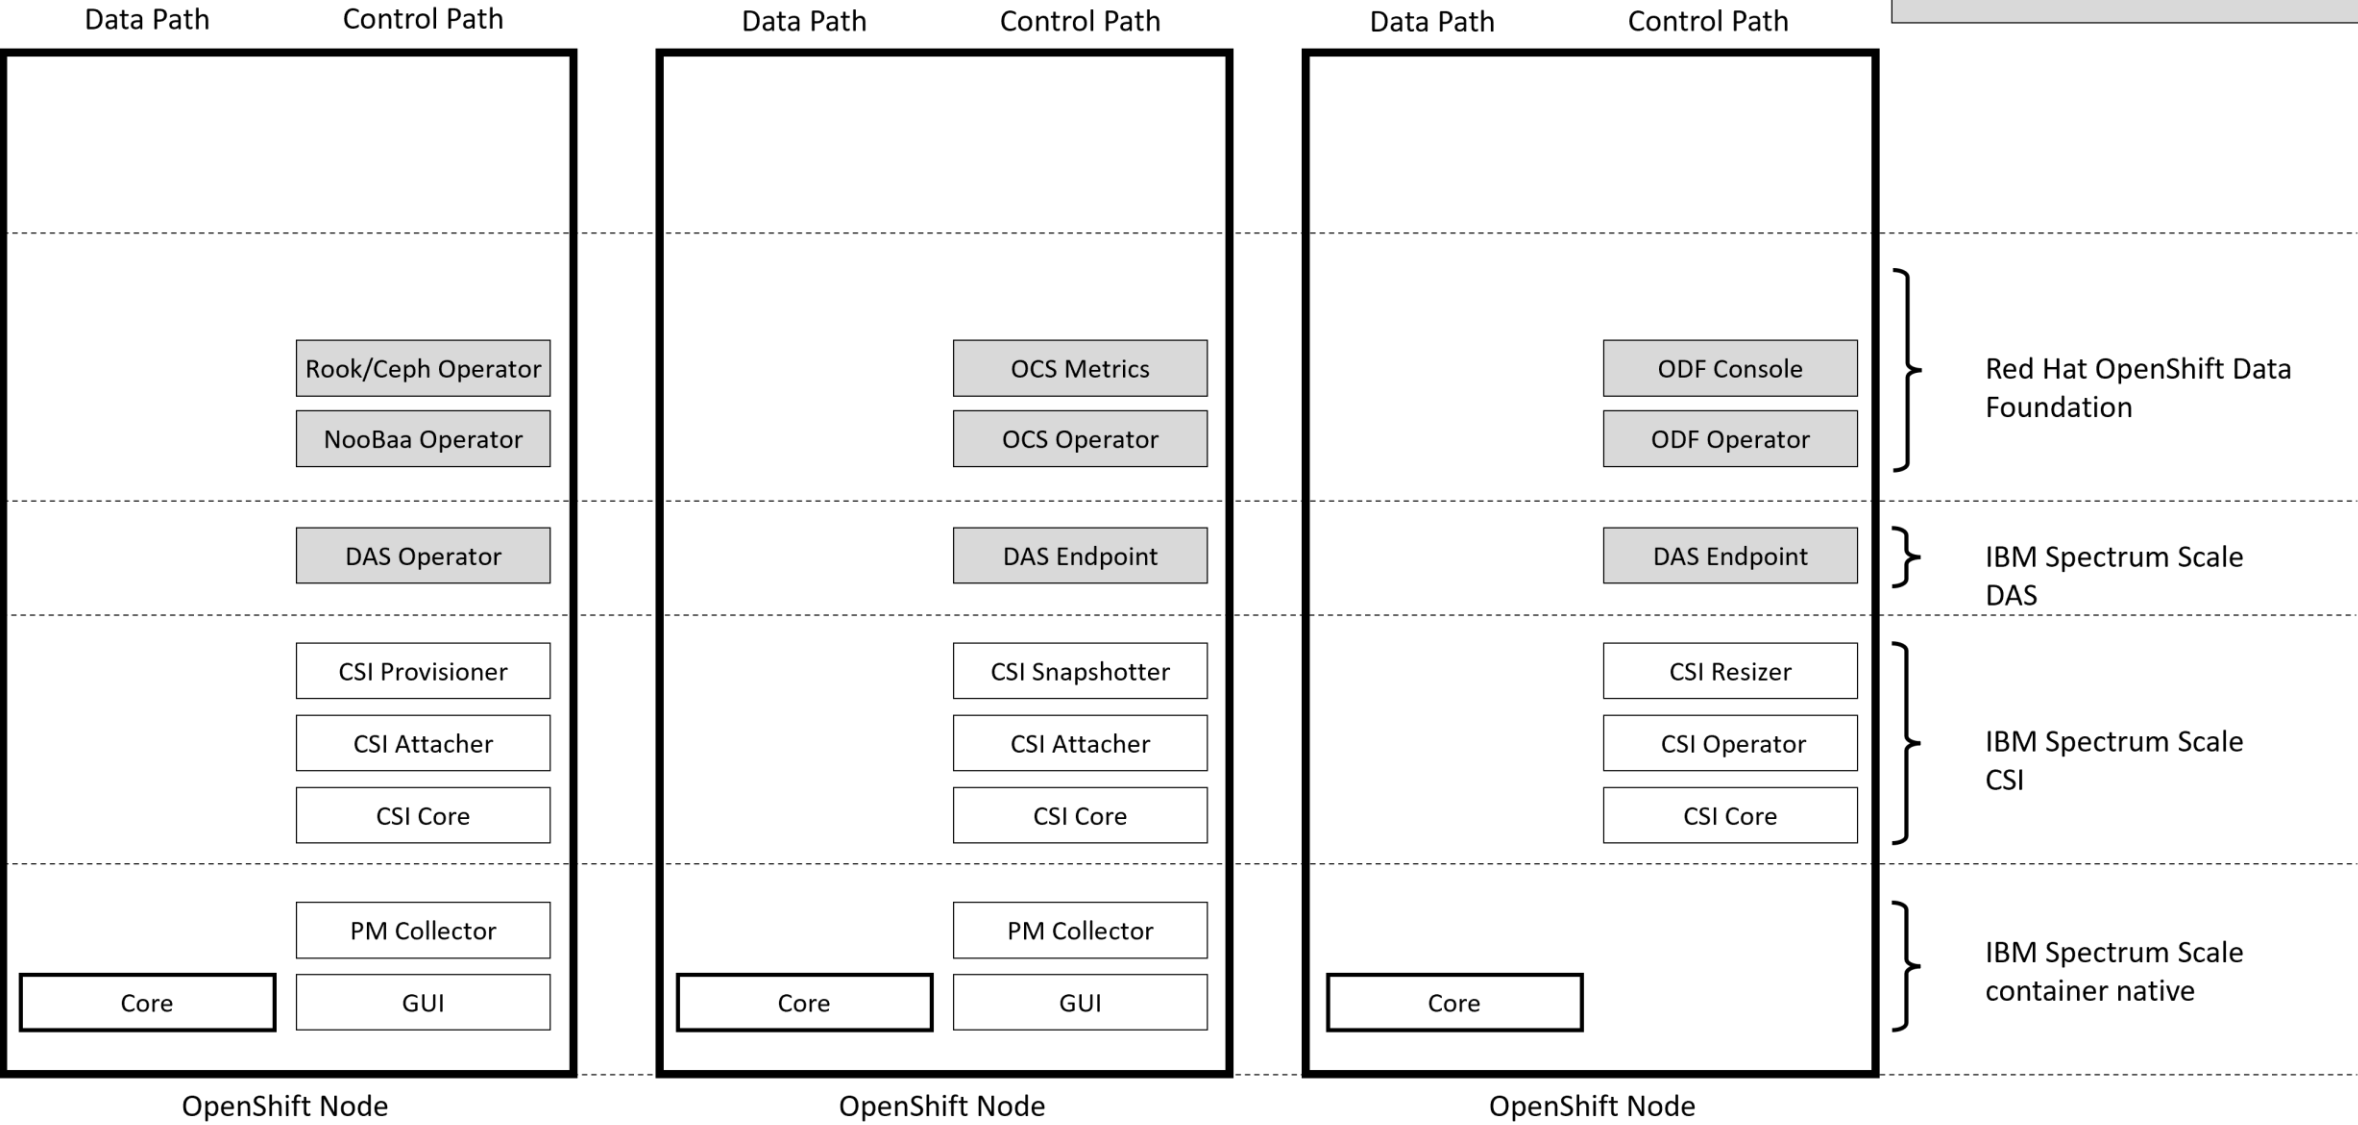 Data Path Control Path Data Path Control Path Data Path Control Path
Rook/Ceph Operator OCS Metrics ODF Console Red Hat OpenShift Data
Foundation
NooBaa Operator OCS Operator ODF Operator
DAS Operator DAS Endpoint DAS Endpoint IBM Spectrum Scale
DAS
CSI Provisioner CSI Snapshotter CSI Resizer
CSI Attacher CSI Attacher CSI Operator IBM Spectrum Scale
CSI
CSI Core CSI Core CSI Core
PM Collector PM Collector IBM Spectrum Scale
container native
Core GUI Core GUI Core
OpenShift Node OpenShift Node OpenShift Node